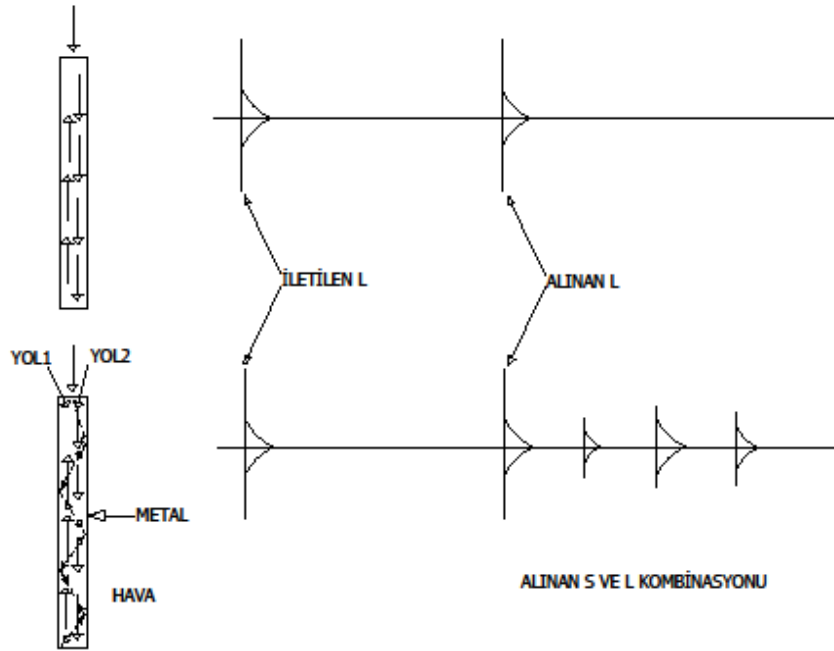 İLETİLEN L
ALINAN L
YOL1
YOL2
METAL
HAVA
ALINAN S VE L KOMBİNASYONU